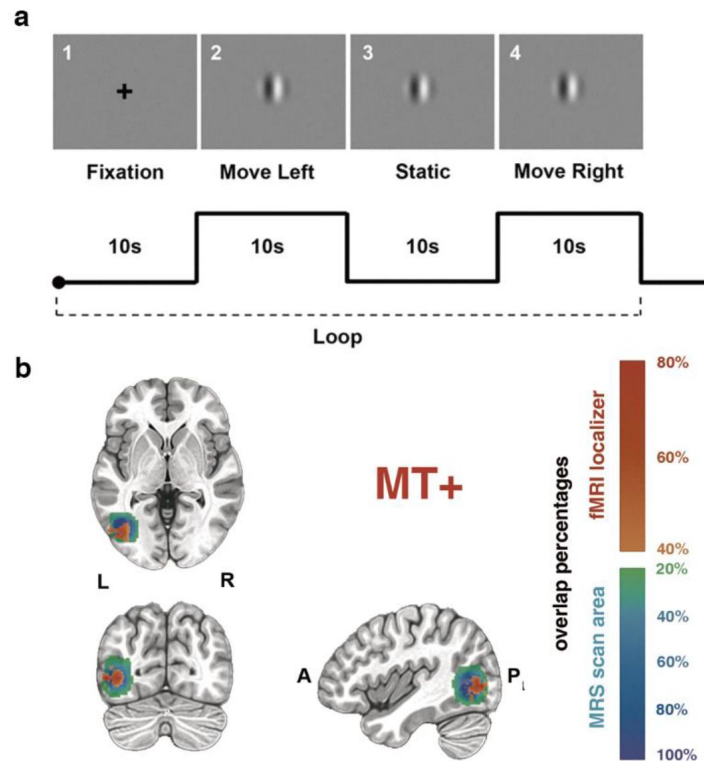 a
1 2 3 4
Fixation Move Left Static Move Right
10s 10s 10s 10s
Loop
b
MT+
L R
A P
overlap percentages
fMRI localizer
80%
60%
40%
MRS scan area
20%
40%
60%
80%
100%